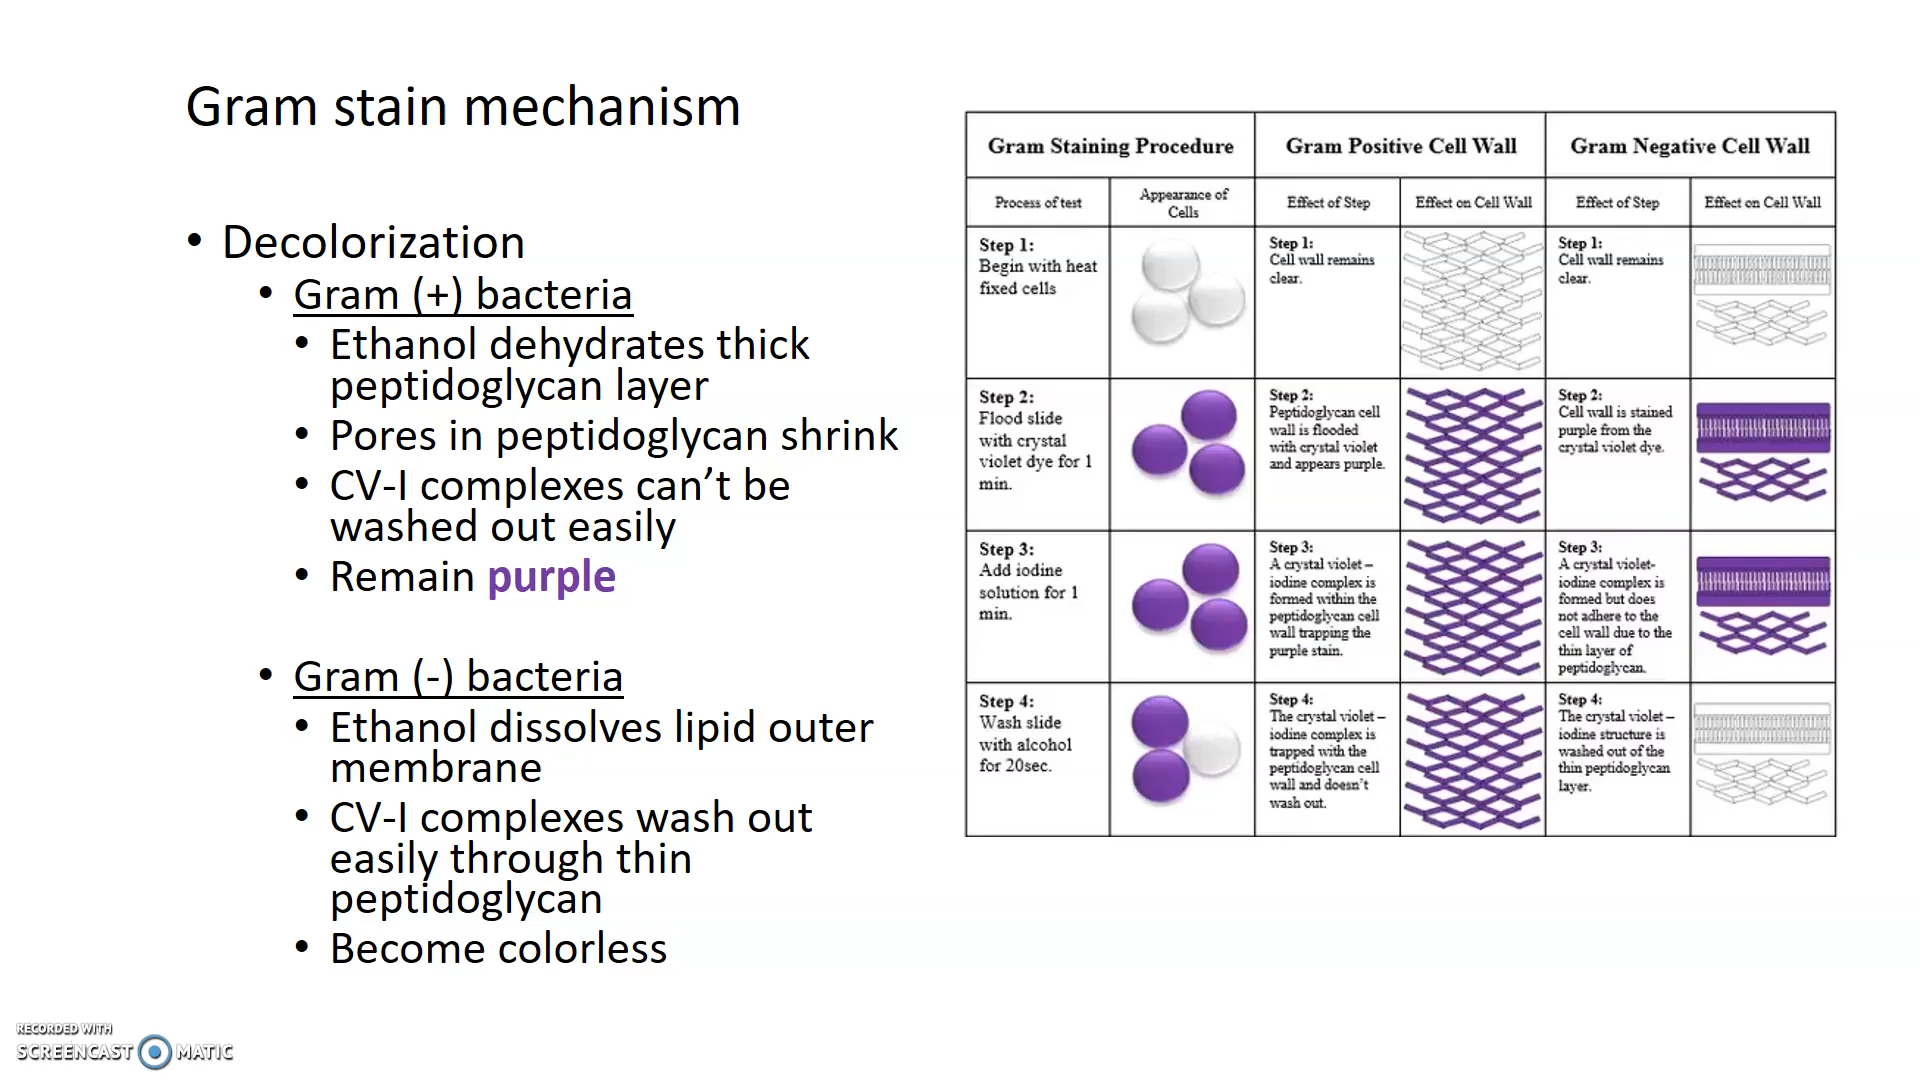 Gram stain mechanism
• Decolorization
• Gram (+) bacteria
• Ethanol dehydrates thick
peptidoglycan layer
• Pores in peptidoglycan shrink
• CV-I complexes can’t be
washed out easily
• Remain purple
• Gram (-) bacteria
• Ethanol dissolves lipid outer
membrane
• CV-I complexes wash out
easily through thin
peptidoglycan
• Become colorless
Gram Staining Procedure
Gram Positive Cell Wall
Gram Negative Cell Wall
Process of test
Appearance of
Cells
Effect of Step
Effect on Cell Wall
Effect of Step
Effect on Cell Wall
Step 1:
Begin with heat
fixed cells
Step 1:
Cell wall remains
clear.
Step 1:
Cell wall remains
clear.
Step 2:
Flood slide
with crystal
violet dye for 1
min.
Step 2:
Peptidoglycan cell
wall is flooded
with crystal violet
and appears purple.
Step 2:
Cell wall is stained
purple from the
crystal violet dye.
Step 3:
Add iodine
solution for 1
min.
Step 3:
A crystal violet –
iodine complex is
formed within the
peptidoglycan cell
wall trapping the
purple stain.
Step 3:
A crystal violet-
iodine complex is
formed but does
not adhere to the
cell wall due to the
thin layer of
peptidoglycan.
Step 4:
Wash slide
with alcohol
for 20sec.
Step 4:
The crystal violet –
iodine complex is
trapped with the
peptidoglycan cell
wall and doesn’t
wash out.
Step 4:
The crystal violet –
iodine structure is
washed out of the
thin peptidoglycan
layer.
RECORDED WITH
SCREENCAST MATIC